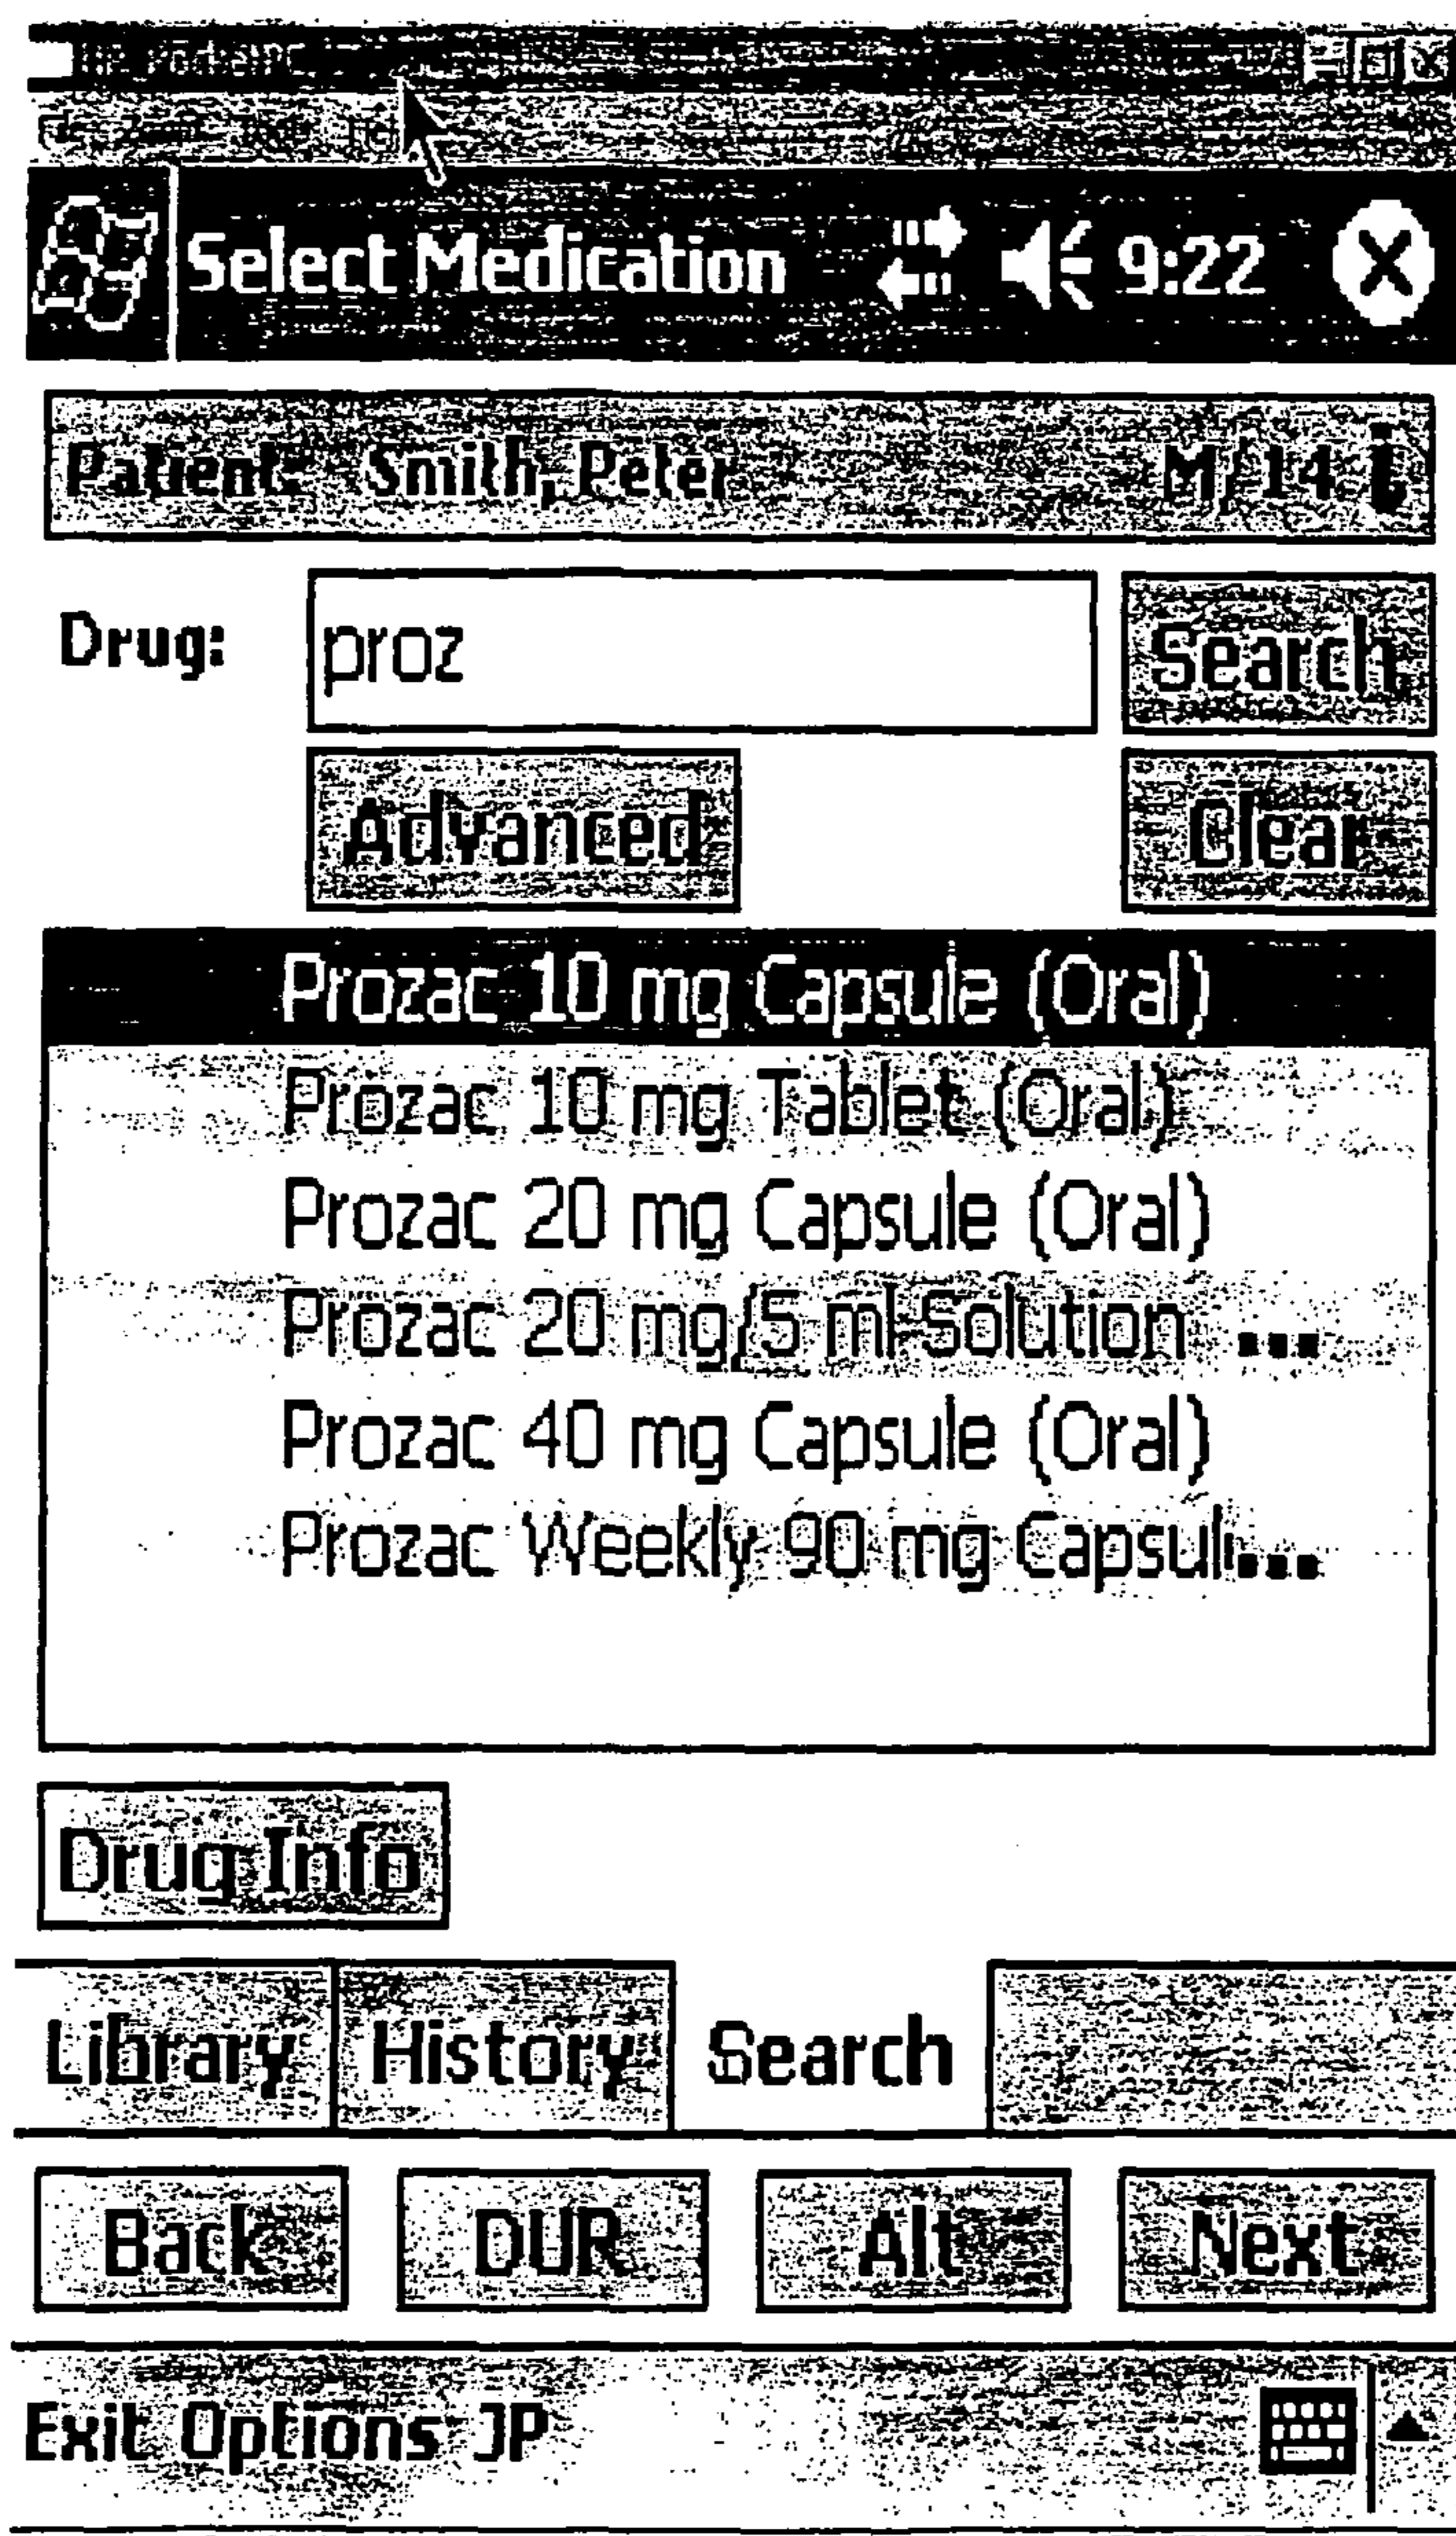 Select Medication 9:22
Patient: Smith, Peter M/14
Drug: proz Search
Advanced Clear
Prozac 10 mg Capsule (Oral)
Prozac 10 mg Tablet (Oral)
Prozac 20 mg Capsule (Oral)
Prozac 20 mg/5 ml Solution ...
Prozac 40 mg Capsule (Oral)
Prozac Weekly 90 mg Capsul...
Drug Info
Library History Search
Back DUR Alt Next
Exit Options JP